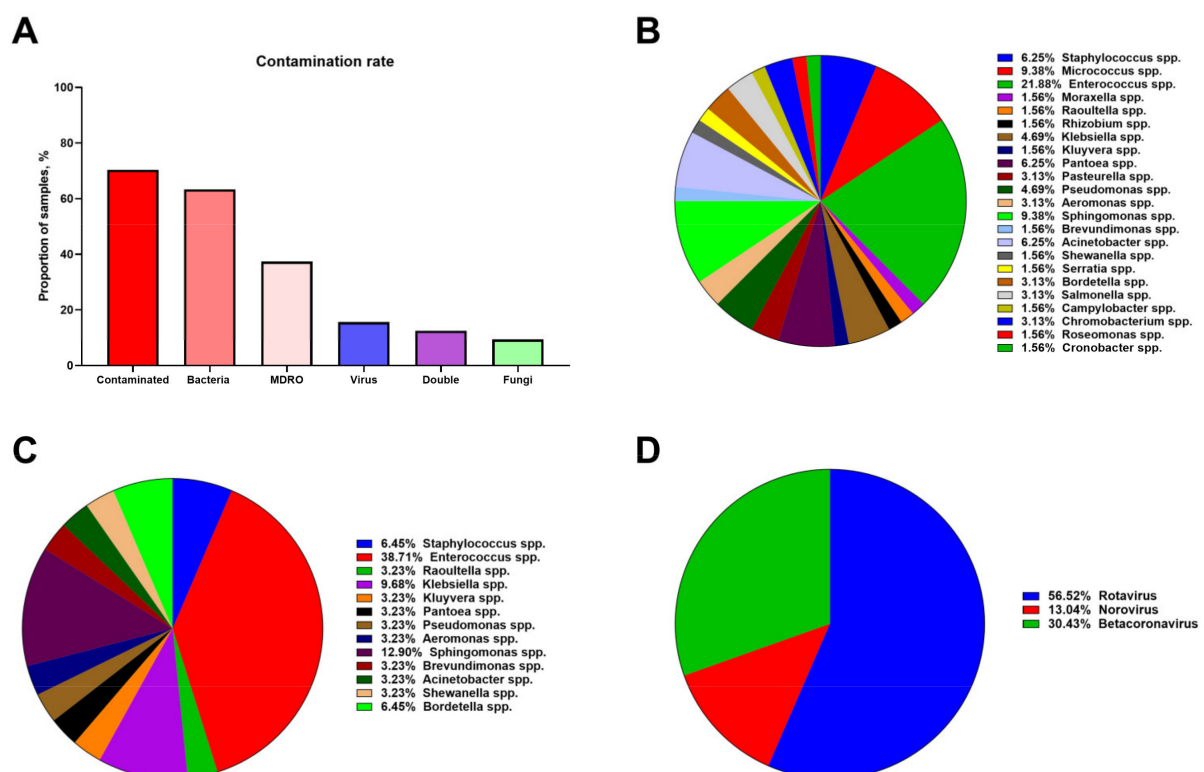 A
Contamination rate
100
80
60
40
20
0
Proportion of samples, %
Contaminated
Bacteria
MDRO
Virus
Double
Fungi
B
6.25% Staphylococcus spp.
9.38% Micrococcus spp.
21.88% Enterococcus spp.
1.56% Moraxella spp.
1.56% Raoultella spp.
1.56% Rhizobium spp.
4.69% Klebsiella spp.
1.56% Kluyvera spp.
6.25% Pantoea spp.
3.13% Pasteurella spp.
4.69% Pseudomonas spp.
3.13% Aeromonas spp.
9.38% Sphingomonas spp.
1.56% Brevundimonas spp.
6.25% Acinetobacter spp.
1.56% Shewanella spp.
1.56% Serratia spp.
3.13% Bordetella spp.
3.13% Salmonella spp.
1.56% Campylobacter spp.
3.13% Chromobacterium spp.
1.56% Roseomonas spp.
1.56% Cronobacter spp.
C
6.45% Staphylococcus spp.
38.71% Enterococcus spp.
3.23% Raoultella spp.
9.68% Klebsiella spp.
3.23% Kluyvera spp.
3.23% Pantoea spp.
3.23% Pseudomonas spp.
3.23% Aeromonas spp.
12.90% Sphingomonas spp.
3.23% Brevundimonas spp.
3.23% Acinetobacter spp.
3.23% Shewanella spp.
6.45% Bordetella spp.
D
56.52% Rotavirus
13.04% Norovirus
30.43% Betacoronavirus